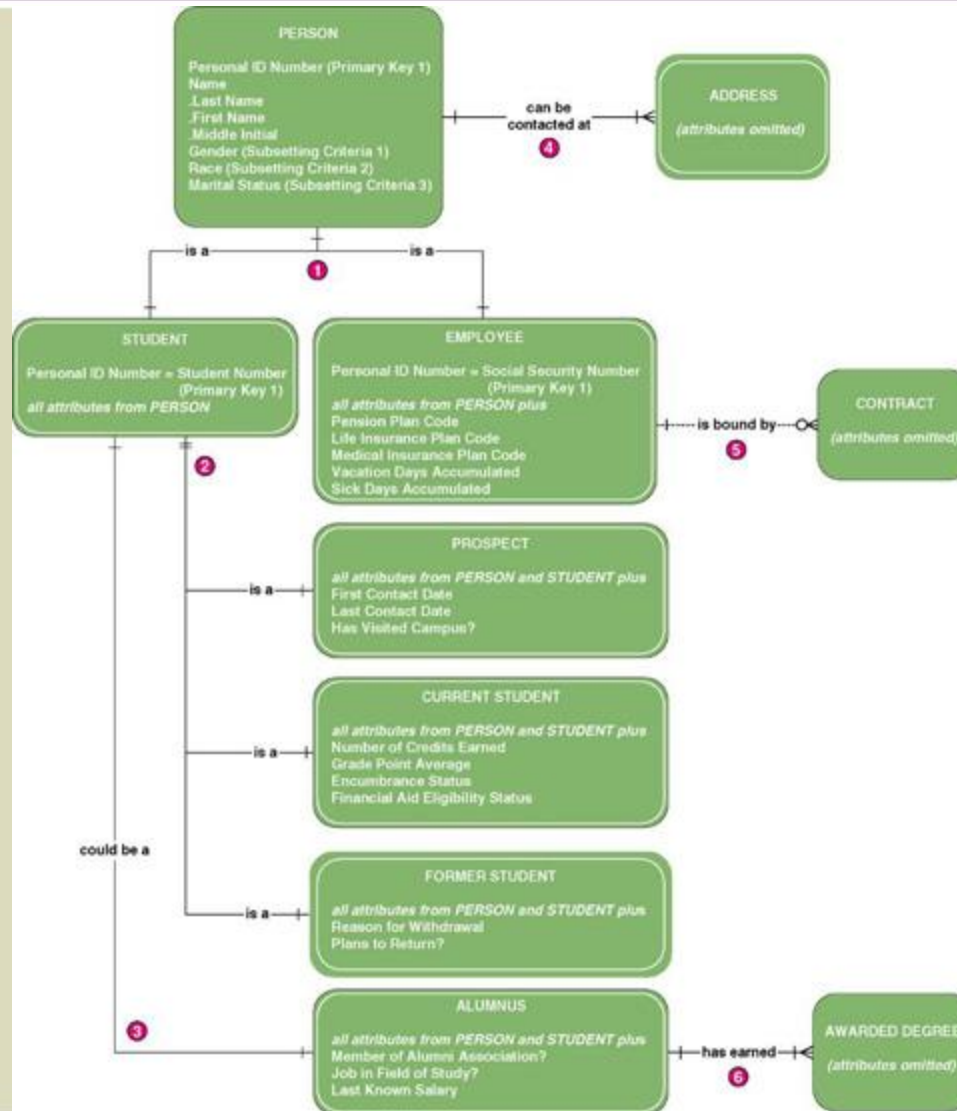 PERSON
Personal ID Number (Primary Key 1)
Name
.Last Name
.First Name
.Middle Initial
Gender (Subsetting Criteria 1)
Race (Subsetting Criteria 2)
Marital Status (Subsetting Criteria 3)
can be
contacted at
4
ADDRESS
(attributes omitted)
is a
is a
1
STUDENT
Personal ID Number = Student Number
(Primary Key 1)
all attributes from PERSON
EMPLOYEE
Personal ID Number = Social Security Number
(Primary Key 1)
all attributes from PERSON plus
Pension Plan Code
Life Insurance Plan Code
Medical Insurance Plan Code
Vacation Days Accumulated
Sick Days Accumulated
is bound by
5
CONTRACT
(attributes omitted)
2
is a
PROSPECT
all attributes from PERSON and STUDENT plus
First Contact Date
Last Contact Date
Has Visited Campus?
is a
CURRENT STUDENT
all attributes from PERSON and STUDENT plus
Number of Credits Earned
Grade Point Average
Encumbrance Status
Financial Aid Eligibility Status
could be a
is a
FORMER STUDENT
all attributes from PERSON and STUDENT plus
Reason for Withdrawal
Plans to Return?
3
ALUMNUS
all attributes from PERSON and STUDENT plus
Member of Alumni Association?
Job in Field of Study?
Last Known Salary
has earned
6
AWARDED DEGREE
(attributes omitted)